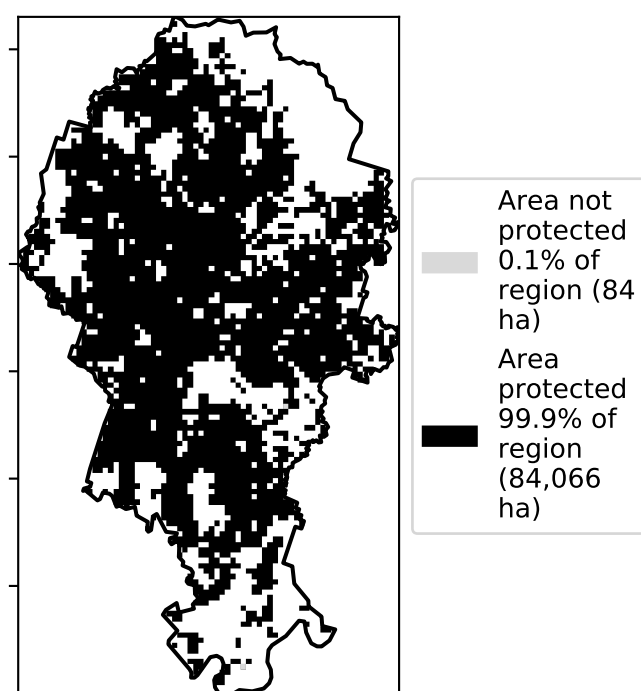 Area not
protected
0.1% of
region (84
ha)
Area
protected
99.9% of
region
(84,066
ha)